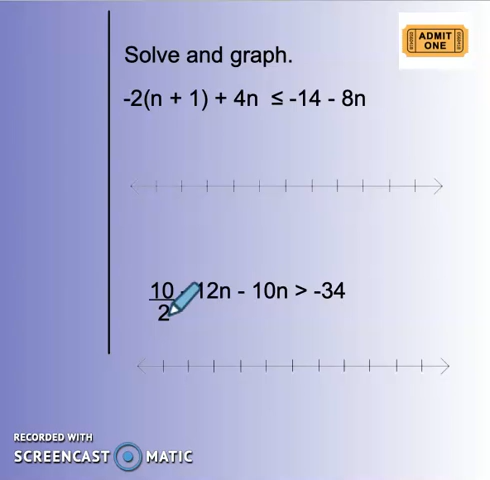 ADMIT
ONE
Solve and graph.
-2(n + 1) + 4n ≤ -14 - 8n
10 - 12n - 10n > -34
2
RECORDED WITH
SCREENCAST MATIC